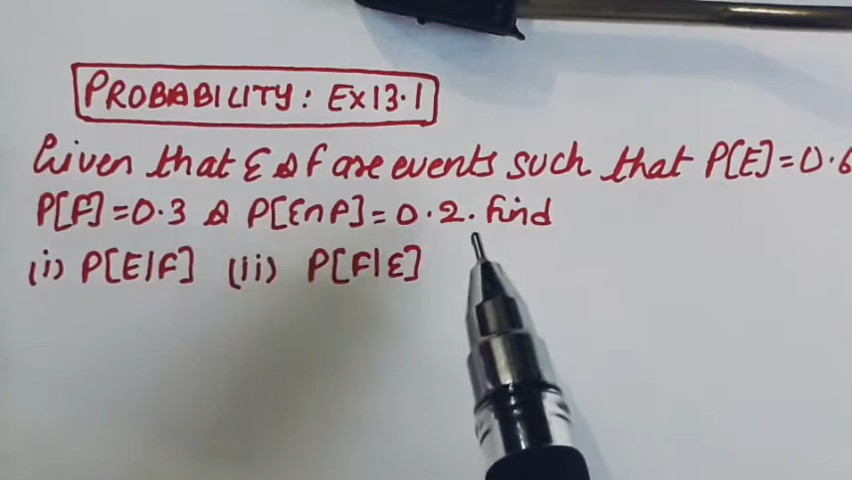 PROBABILITY: Ex13.1
Given that E & F are events such that P[E]=0.6
P[F]=0.3 & P[E∩F]=0.2. Find
(i) P[E|F] (ii) P[F|E]